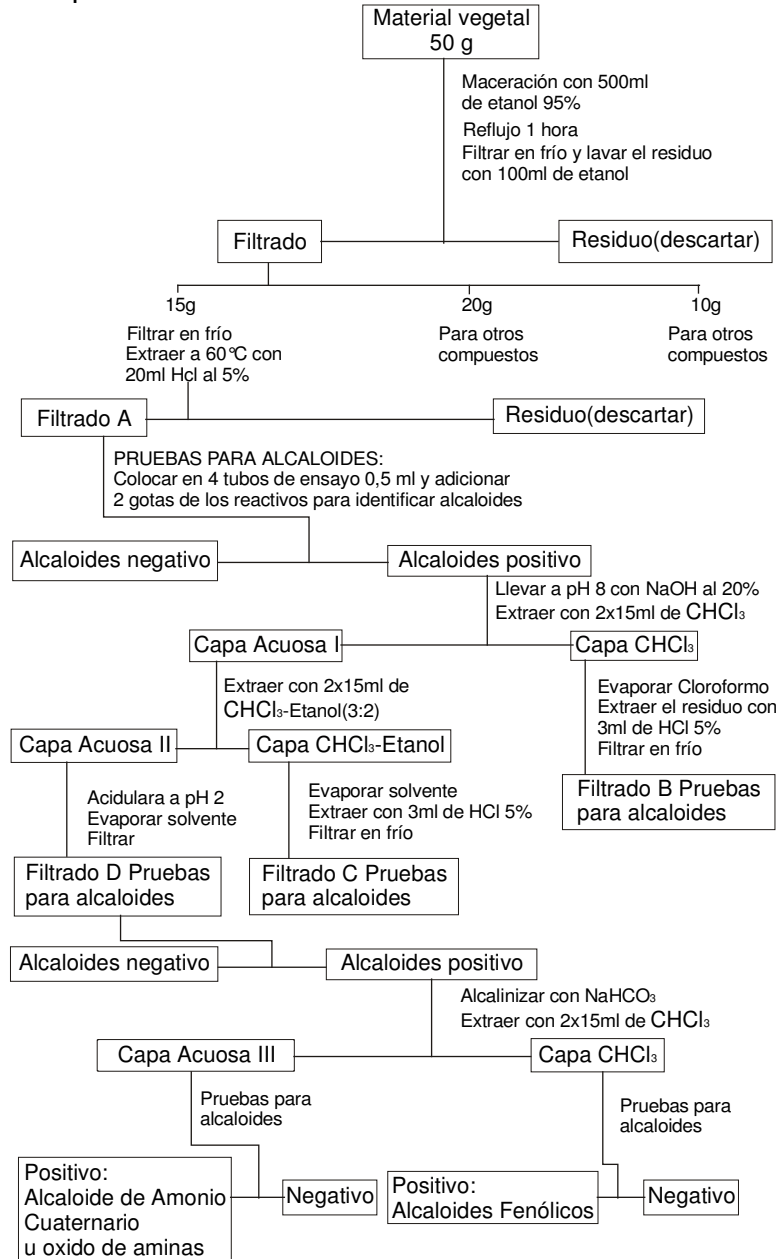 Material vegetal
50 g
Maceración con 500ml
de etanol 95%
Reflujo 1 hora
Filtrar en frío y lavar el residuo
con 100ml de etanol
Filtrado
Residuo(descartar)
15g
20g
10g
Filtrar en frío
Extraer a 60°C con
20ml Hcl al 5%
Para otros
compuestos
Para otros
compuestos
Filtrado A
Residuo(descartar)
PRUEBAS PARA ALCALOIDES:
Colocar en 4 tubos de ensayo 0,5 ml y adicionar
2 gotas de los reactivos para identificar alcaloides
Alcaloides negativo
Alcaloides positivo
Llevar a pH 8 con NaOH al 20%
Extraer con 2x15ml de CHCl₃
Capa Acuosa I
Capa CHCl₃
Extraer con 2x15ml de
CHCl₃-Etanol(3:2)
Evaporar Cloroformo
Extraer el residuo con
3ml de HCl 5%
Filtrar en frío
Capa Acuosa II
Capa CHCl₃-Etanol
Acidulara a pH 2
Evaporar solvente
Filtrar
Evaporar solvente
Extraer con 3ml de HCl 5%
Filtrar en frío
Filtrado B Pruebas
para alcaloides
Filtrado D Pruebas
para alcaloides
Filtrado C Pruebas
para alcaloides
Alcaloides negativo
Alcaloides positivo
Alcalinizar con NaHCO₃
Extraer con 2x15ml de CHCl₃
Capa Acuosa III
Capa CHCl₃
Pruebas para
alcaloides
Pruebas para
alcaloides
Positivo:
Alcaloide de Amonio
Cuaternario
u oxido de aminas
Negativo
Positivo:
Alcaloides Fenólicos
Negativo